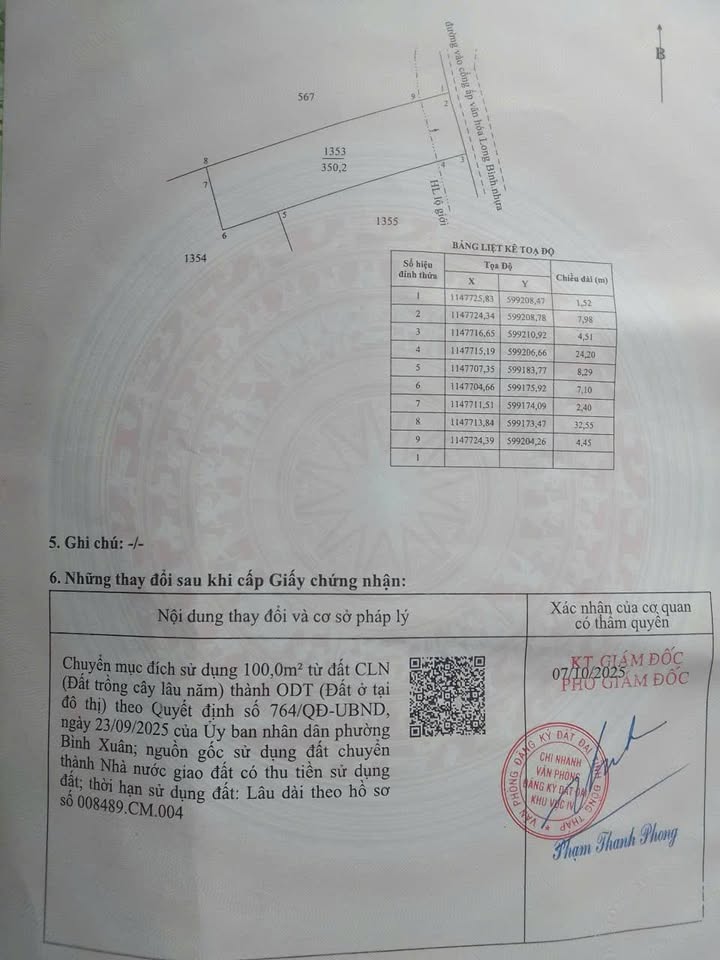 đường vào cổng ấp văn hóa Long Bình.nhựa
B
567
9
1
2
8
7
1353
350,2
4
3
HL lộ giới
5
6
1355
1354
BẢNG LIỆT KÊ TOẠ ĐỘ
Số hiệu đỉnh thửa Tọa Độ Chiều dài (m)
X Y
1 1147725,83 599208,47 1,52
2 1147724,34 599208,78 7,98
3 1147716,65 599210,92 4,51
4 1147715,19 599206,66 24,20
5 1147707,35 599183,77 8,29
6 1147704,66 599175,92 7,10
7 1147711,51 599174,09 2,40
8 1147713,84 599173,47 32,55
9 1147724,39 599204,26 4,45
1
5. Ghi chú: -/-
6. Những thay đổi sau khi cấp Giấy chứng nhận:
Nội dung thay đổi và cơ sở pháp lý
Xác nhận của cơ quan
có thẩm quyền
Chuyển mục đích sử dụng 100,0m² từ đất CLN
(Đất trồng cây lâu năm) thành ODT (Đất ở tại
đô thị) theo Quyết định số 764/QĐ-UBND,
ngày 23/09/2025 của Ủy ban nhân dân phường
Bình Xuân; nguồn gốc sử dụng đất chuyển
thành Nhà nước giao đất có thu tiền sử dụng
đất; thời hạn sử dụng đất: Lâu dài theo hồ sơ
số 008489.CM.004
KT GIÁM ĐỐC
07/10/2025
PHÓ GIÁM ĐỐC
VĂN PHÒNG ĐĂNG KÝ ĐẤT ĐAI TỈNH ĐỒNG THÁP
CHI NHÁNH
VĂN PHÒNG
ĐĂNG KÝ ĐẤT ĐAI
KHU VỰC IV
Phạm Thanh Phong